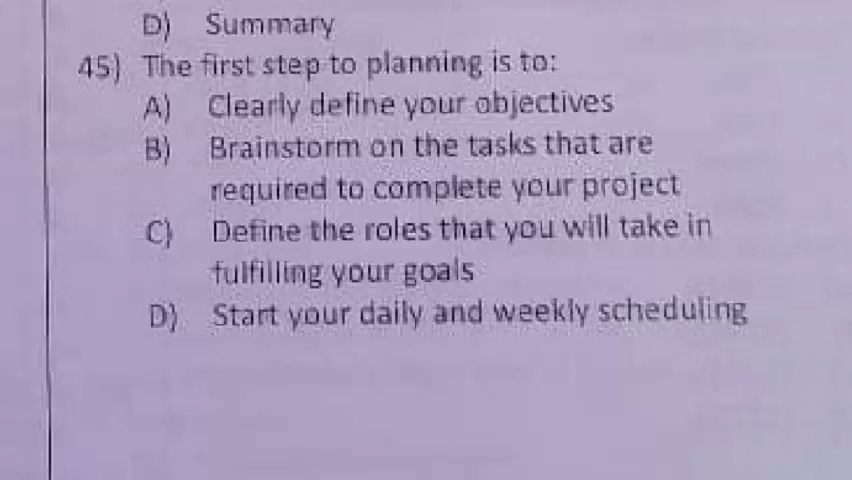 D) Summary
45) The first step to planning is to:
A) Clearly define your objectives
B) Brainstorm on the tasks that are
required to complete your project
C) Define the roles that you will take in
fulfilling your goals
D) Start your daily and weekly scheduling